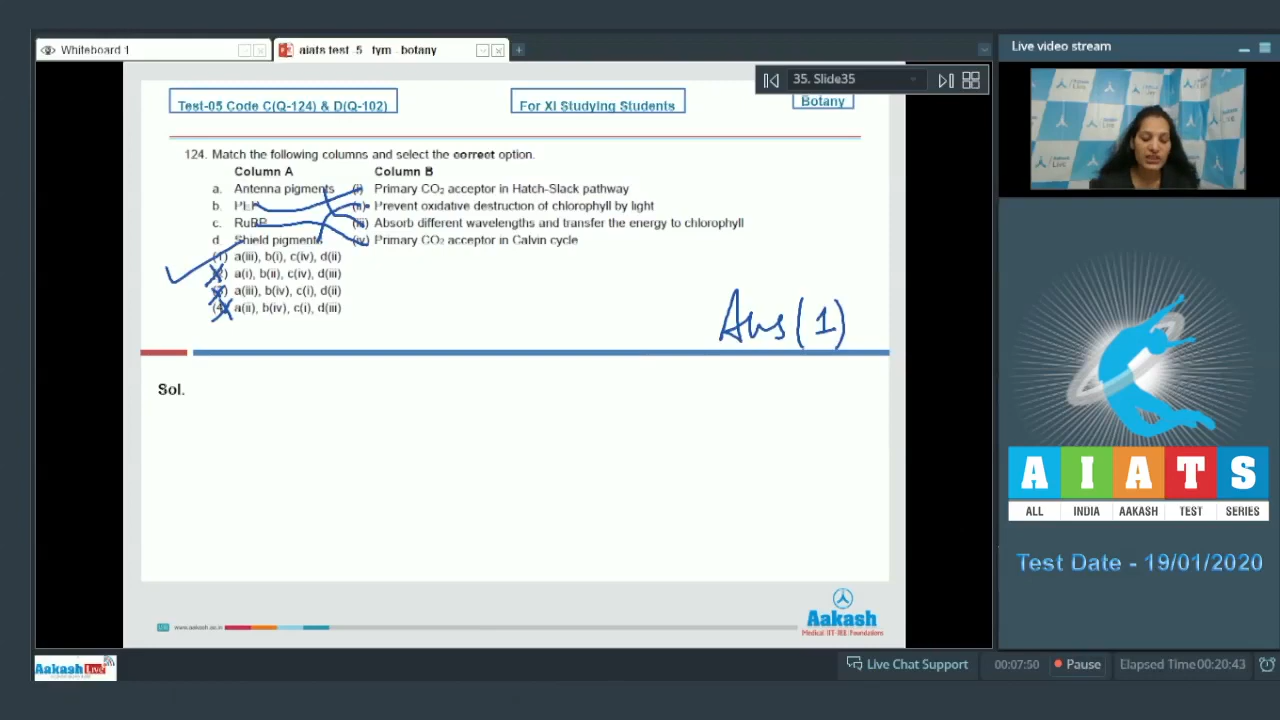 Whiteboard 1
aiats test 5 tym - botany
Live video stream
35. Slide35
Test-05 Code C(Q-124) & D(Q-102)
For XI Studying Students
Botany
124. Match the following columns and select the correct option.
Column A Column B
a. Antenna pigments (i) Primary CO₂ acceptor in Hatch-Slack pathway
b. PEP (ii) Prevent oxidative destruction of chlorophyll by light
c. RuBP (iii) Absorb different wavelengths and transfer the energy to chlorophyll
d. Shield pigments (iv) Primary CO₂ acceptor in Calvin cycle
(1) a(iii), b(i), c(iv), d(ii)
(2) a(i), b(ii), c(iv), d(iii)
(3) a(iii), b(iv), c(i), d(ii)
(4) a(ii), b(iv), c(i), d(iii)
Ans (1)
Sol.
www.aakash.ac.in
Aakash
Medical | IIT-JEE | Foundations
A I A T S
ALL INDIA AAKASH TEST SERIES
Test Date - 19/01/2020
Aakash Live
Live Chat Support
00:07:50
Pause
Elapsed Time 00:20:43